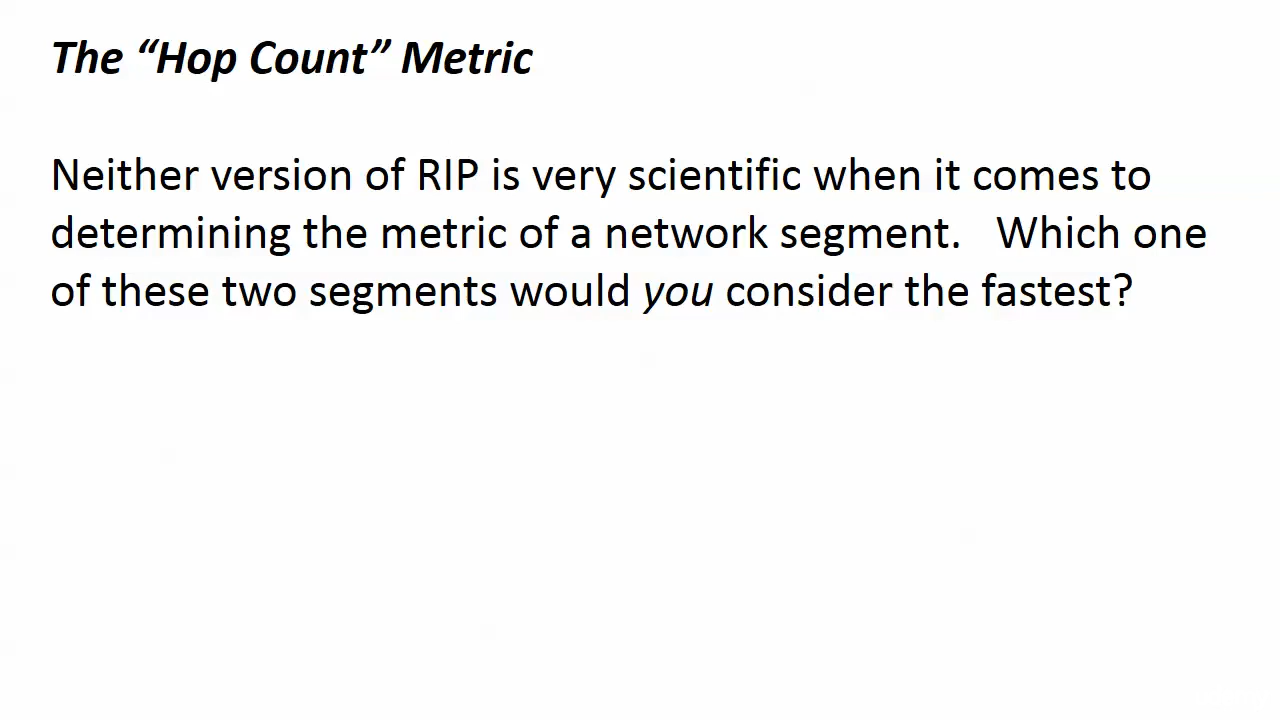 The “Hop Count” Metric
Neither version of RIP is very scientific when it comes to
determining the metric of a network segment.   Which one
of these two segments would you consider the fastest?